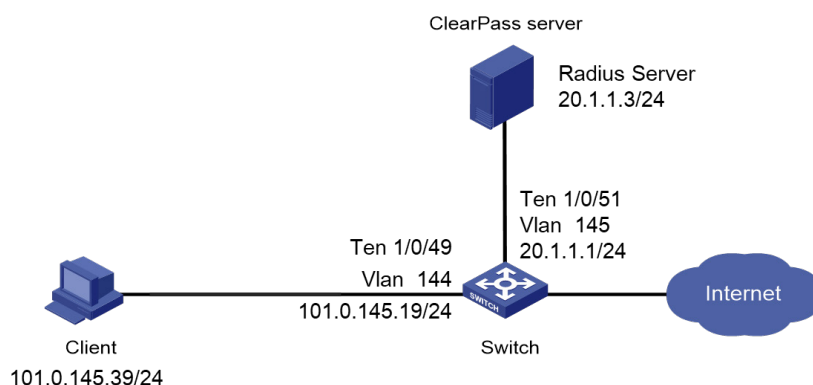 ClearPass server
Radius Server
20.1.1.3/24
Ten 1/0/51
Vlan 145
20.1.1.1/24
Ten 1/0/49
Vlan 144
101.0.145.19/24
SWITCH
Internet
Client
Switch
101.0.145.39/24